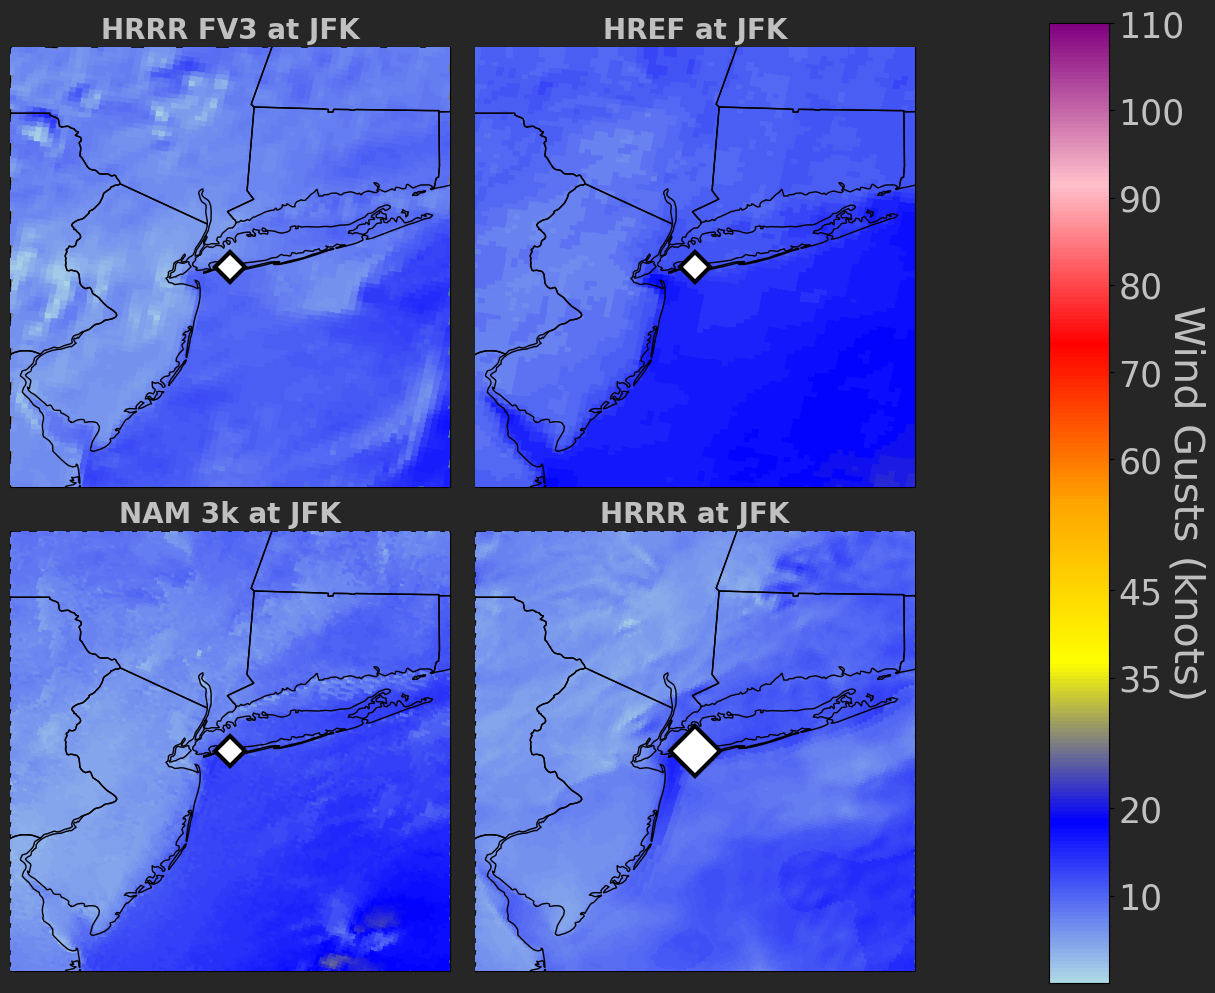 HRRR FV3 at JFK
HREF at JFK
NAM 3k at JFK
HRRR at JFK
110
100
90
80
70
60
45
35
20
10
Wind Gusts (knots)